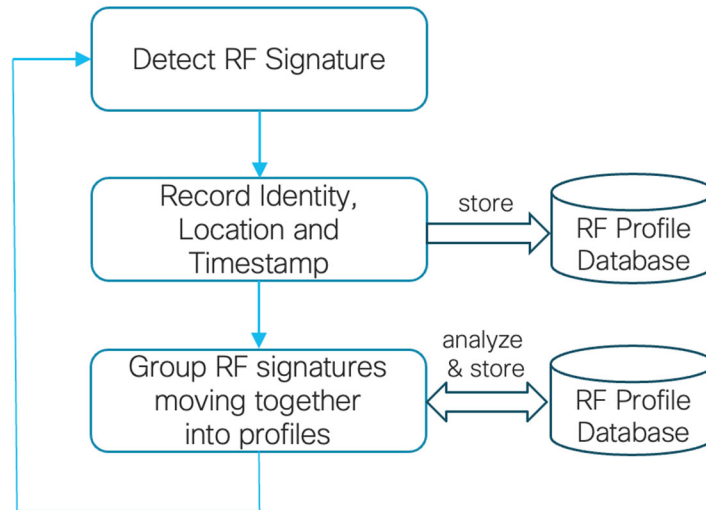 Detect RF Signature
Record Identity,
Location and
Timestamp
store
RF Profile
Database
Group RF signatures
moving together
into profiles
analyze
& store
RF Profile
Database